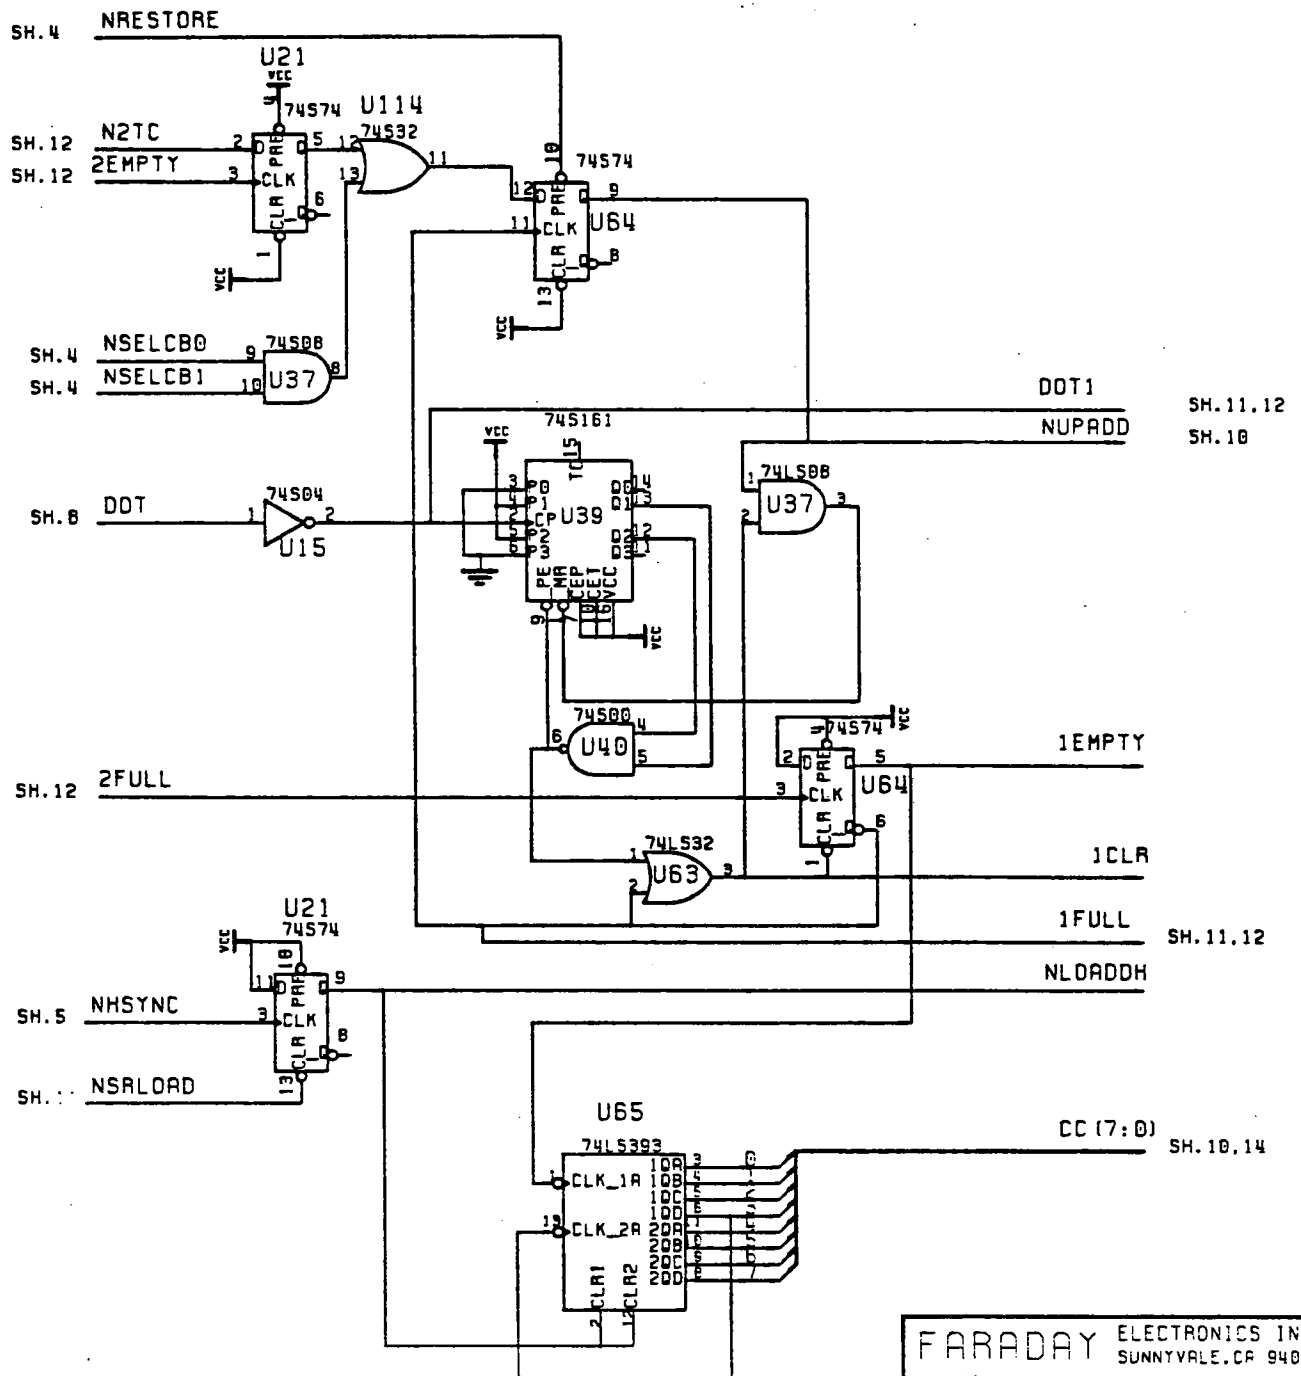 SH.4 NRESTORE
U21
VCC
4
74S74
U114
74S32
SH.12 N2TC 2 D PRE 5 12
SH.12 2EMPTY 3 CLK 13 11
CLR 6
1
VCC
10
74S74
12 D PRE 9
U64
11 CLK
CLR 8
13
VCC
SH.4 NSELCB0 9 74S08
SH.4 NSELCB1 10 U37 8
DOT1 SH.11,12
NUPADD SH.10
VCC
74S161
TC 15
74LS08
1
2 U37 3
SH.8 DOT 1 74S04 2
U15
P0
P1
CP U39
P2
P3
Q0 14
Q1 13
Q2 12
Q3 11
PE MR CEP CET VCC
9
VCC
74S00
6 U40 4
5
VCC
4 74S74
2 D PRE 5 1EMPTY
U64
SH.12 2FULL 3 CLK
CLR 6
1
74LS32
1
2 U63 3
1CLR
1FULL SH.11,12
NLOADDH
U21
74S74
VCC
10
11 D PRE 9
SH.5 NHSYNC 3 CLK
CLR 8
13
NSRLOAD
U65
74LS393
CC(7:0) SH.10,14
1 CLK_1A
13 CLK_2A
1QA 3
1QB
1QC
1QD
2QA
2QB
2QC
2QD
CLR1 CLR2
2 12
FARADAY ELECTRONICS IN
SUNNYVALE,CA 940